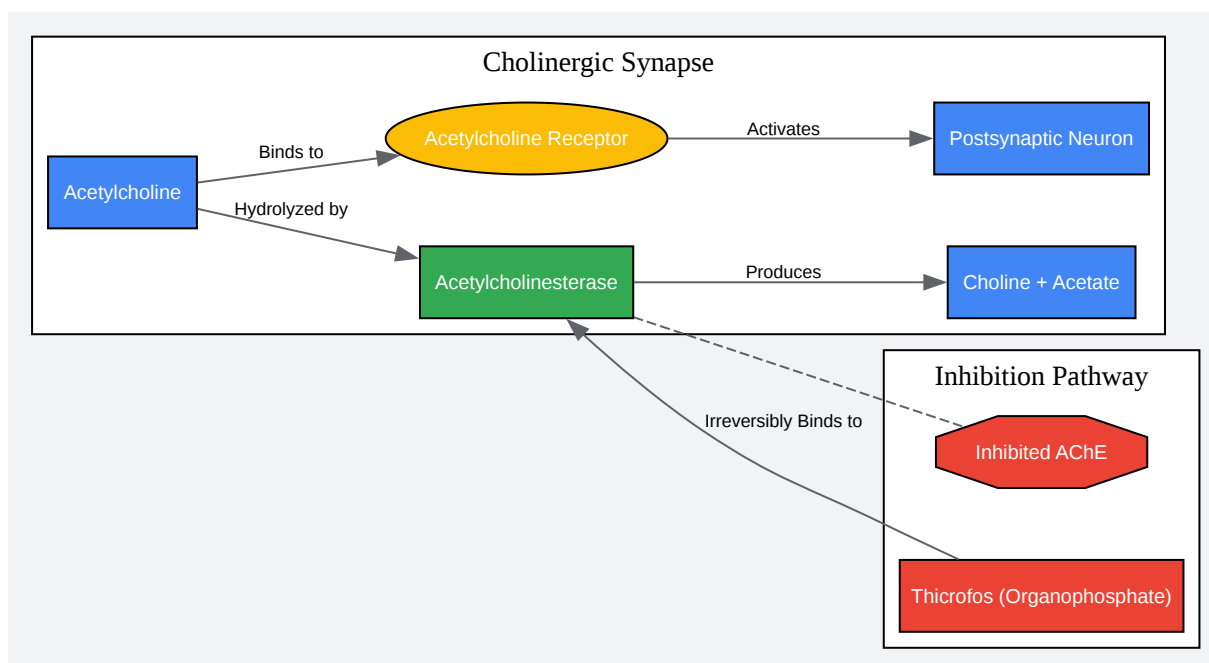 Cholinergic Synapse
Acetylcholine Receptor
Activates
Postsynaptic Neuron
Binds to
Acetylcholine
Hydrolyzed by
Acetylcholinesterase
Produces
Choline + Acetate
Inhibition Pathway
Irreversibly Binds to
Inhibited AChE
Thicrofos (Organophosphate)